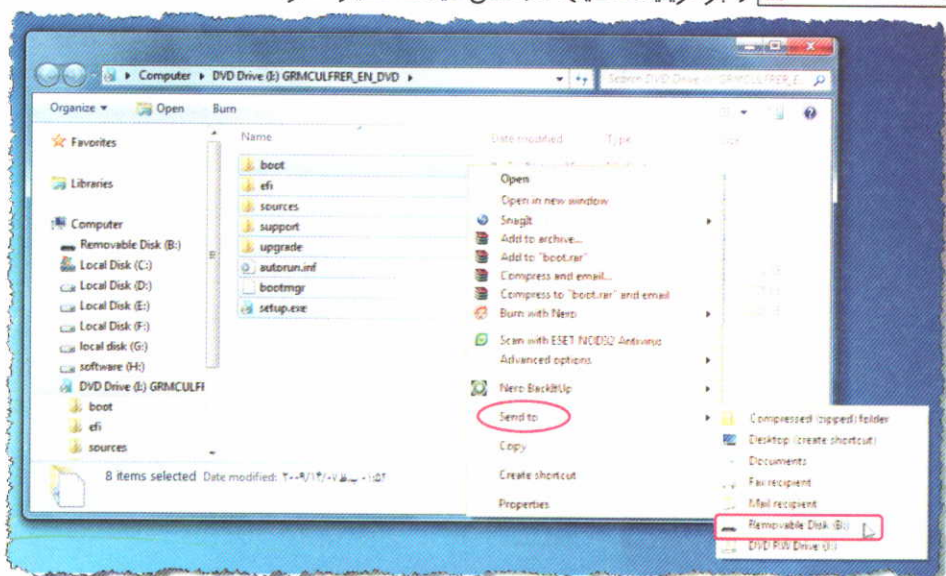 Computer ▸ DVD Drive (I:) GRMCULFRER_EN_DVD ▸
Search DVD Drive
Organize ▾ Open Burn
Favorites
Libraries
Computer
Removable Disk (B:)
Local Disk (C:)
Local Disk (D:)
Local Disk (E:)
Local Disk (F:)
local disk (G:)
software (H:)
DVD Drive (I:) GRMCULFF
boot
efi
sources
Name Date modified Type
boot
efi
sources
support
upgrade
autorun.inf
bootmgr
setup.exe
Open
Open in new window
SnagIt
Add to archive...
Add to "boot.rar"
Compress and email...
Compress to "boot.rar" and email
Burn with Nero
Scan with ESET NOD32 Antivirus
Advanced options
Nero BackItUp
Send to
Copy
Create shortcut
Properties
Compressed (zipped) folder
Desktop (create shortcut)
Documents
Fax recipient
Mail recipient
Removable Disk (B:)
DVD RW Drive (J:)
8 items selected Date modified: